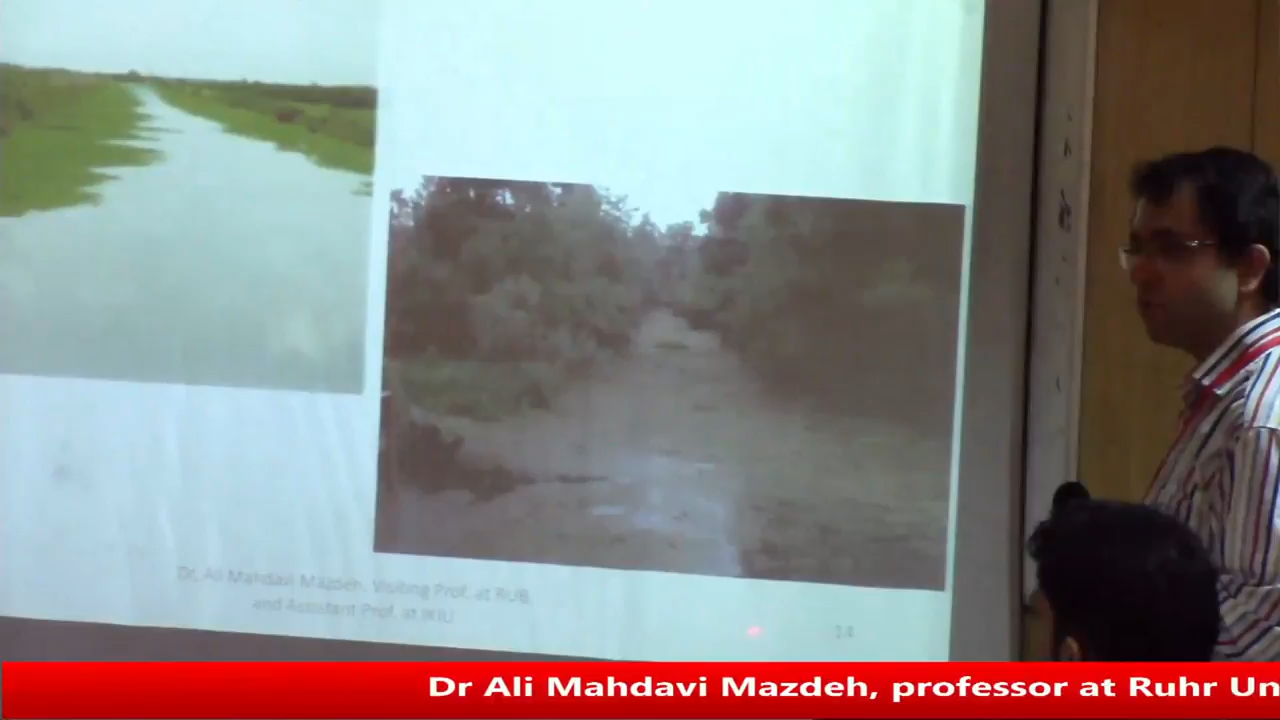 Dr. Ali Mahdavi Mazdeh. Visiting Prof. at RUB
and Assistant Prof. at IKIU
14
Dr Ali Mahdavi Mazdeh, professor at Ruhr Un